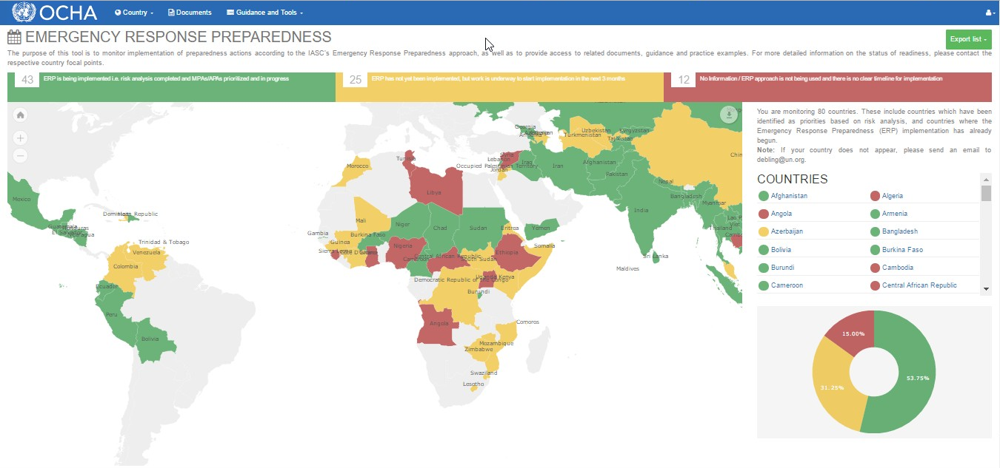 OCHA
Country
Documents
Guidance and Tools
EMERGENCY RESPONSE PREPAREDNESS
Export list
The purpose of this tool is to monitor implementation of preparedness actions according to the IASC's Emergency Response Preparedness approach, as well as to provide access to related documents, guidance and practice examples. For more detailed information on the status of readiness, please contact the
respective country focal points.
43 ERP is being implemented i.e. risk analysis completed and MPAs/APAs prioritized and in progress
25 ERP has not yet been implemented, but work is underway to start implementation in the next 3 months
12 No Information / ERP approach is not being used and there is no clear timeline for implementation
You are monitoring 80 countries. These include countries which have been
identified as priorities based on risk analysis, and countries where the
Emergency Response Preparedness (ERP) implementation has already
begun.
Note: If your country does not appear, please send an email to
debling@un.org.
COUNTRIES
Afghanistan
Algeria
Angola
Armenia
Azerbaijan
Bangladesh
Bolivia
Burkina Faso
Burundi
Cambodia
Cameroon
Central African Republic
15.00%
31.25%
53.75%
Georgia
Uzbekistan
Kyrgyzstan
Turkmenistan
Tunisia
Syria
Lebanon
Morocco
Occupied Palestinian Territory
Jordan
Iraq
Iran
Afghanistan
Pakistan
Chin
Nepal
Libya
Mexico
Bangladesh
Myanmar
India
Dominican Republic
Mali
Niger
Chad
Sudan
Eritrea
Yemen
Lao P
Viet
Thailand
Camb
Gambia
Burkina Faso
Guinea
Trinidad & Tobago
Nigeria
Somalia
Venezuela
Sierra Leone
Ethiopia
Central African Republic
South Sudan
Cameroon
Sri Lanka
Colombia
Maldives
Uganda
Kenya
Democratic Republic of the Congo
Ecuador
Burundi
Peru
Angola
Comoros
Bolivia
Mozambique
Zimbabwe
Swaziland
Lesotho
Nicaragua